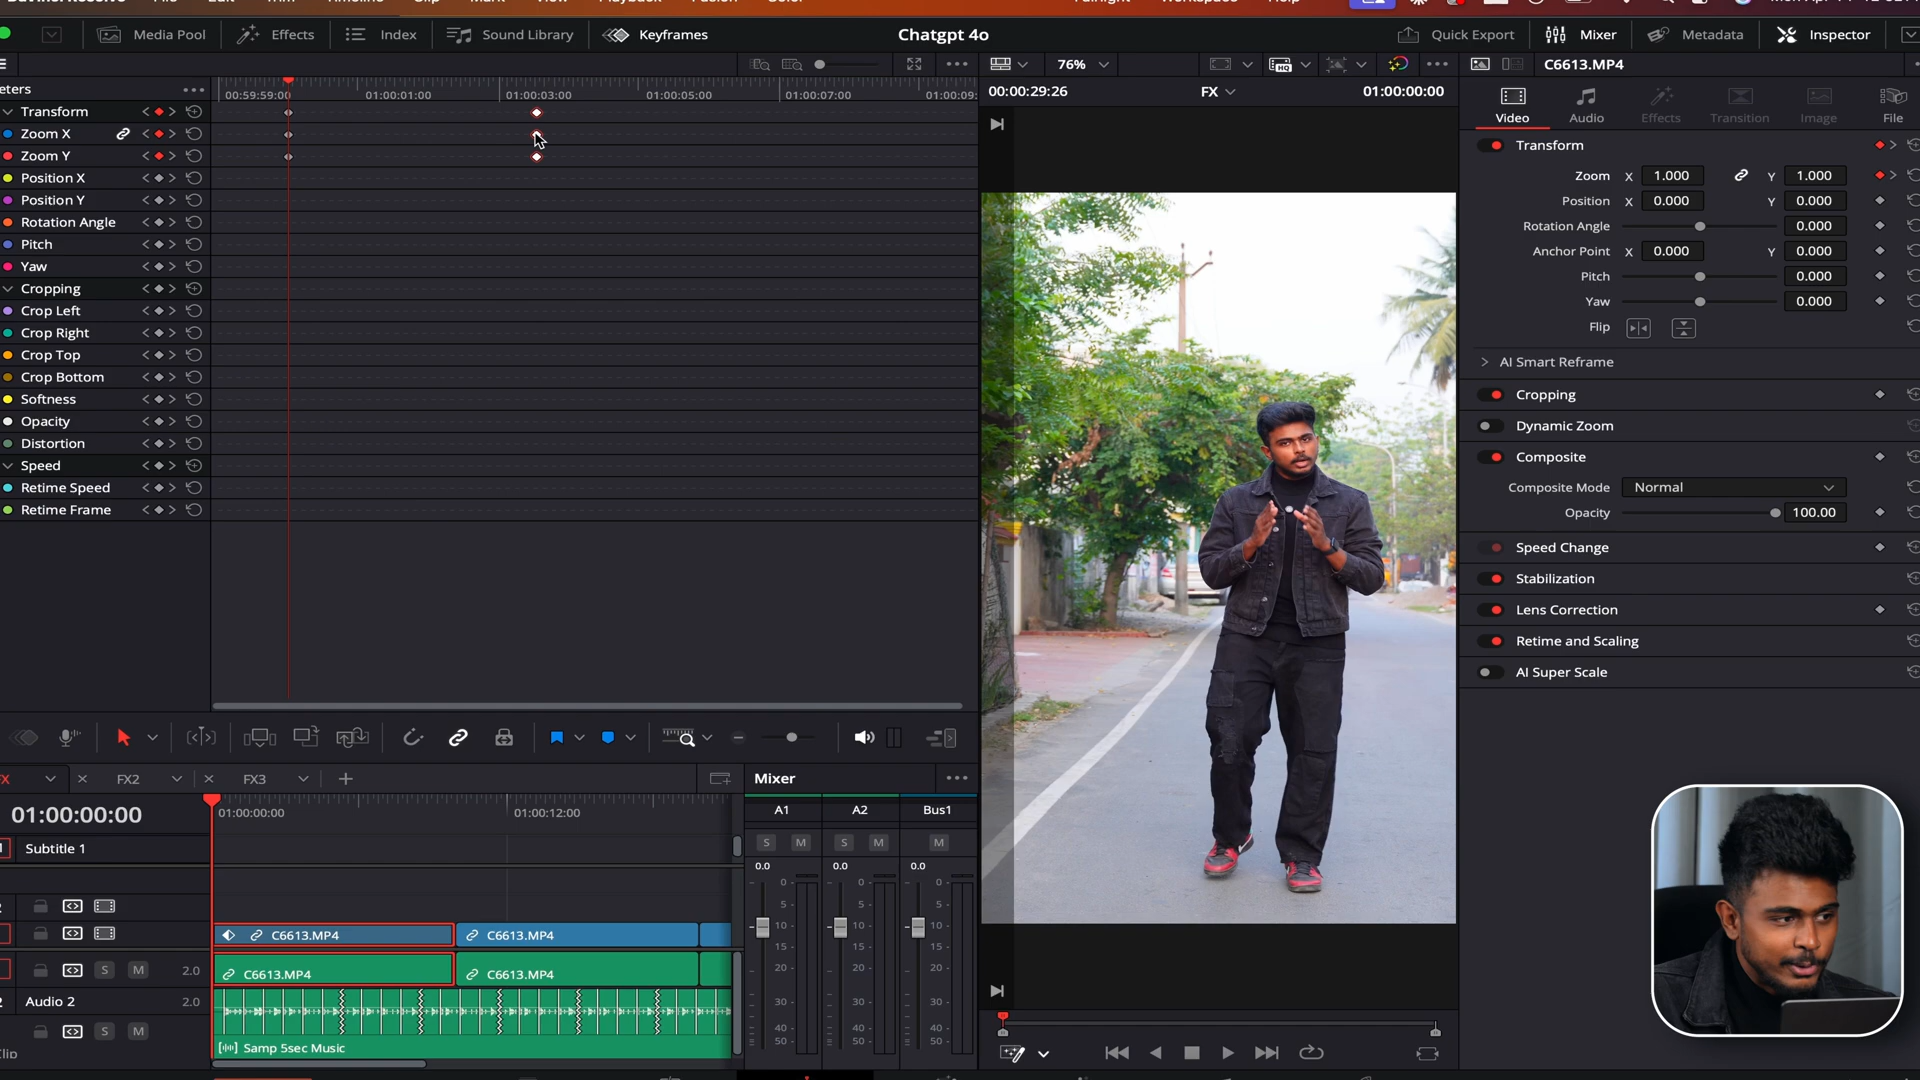 Media Pool Effects Index Sound Library Keyframes Chatgpt 4o Quick Export Mixer Metadata Inspector
76% C6613.MP4
eters 00:59:59:00 01:00:01:00 01:00:03:00 01:00:05:00 01:00:07:00 01:00:09: 00:00:29:26 FX 01:00:00:00
Video Audio Effects Transition Image File
Transform
Zoom X
Zoom Y
Position X
Position Y
Rotation Angle
Pitch
Yaw
Cropping
Crop Left
Crop Right
Crop Top
Crop Bottom
Softness
Opacity
Distortion
Speed
Retime Speed
Retime Frame
Transform
Zoom X 1.000 Y 1.000
Position X 0.000 Y 0.000
Rotation Angle 0.000
Anchor Point X 0.000 Y 0.000
Pitch 0.000
Yaw 0.000
Flip
AI Smart Reframe
Cropping
Dynamic Zoom
Composite
Composite Mode Normal
Opacity 100.00
Speed Change
Stabilization
Lens Correction
Retime and Scaling
AI Super Scale
FX2 FX3 Mixer
01:00:00:00 01:00:00:00 01:00:12:00 A1 A2 Bus1
Subtitle 1 S M S M M
0.0 0.0 0.0
0 0 0
5 5 5
10 10 10
15 15 15
20 20 20
30 30 30
40 40 40
50 50 50
C6613.MP4 C6613.MP4
S M 2.0 C6613.MP4 C6613.MP4
Audio 2 2.0
S M
Samp 5sec Music